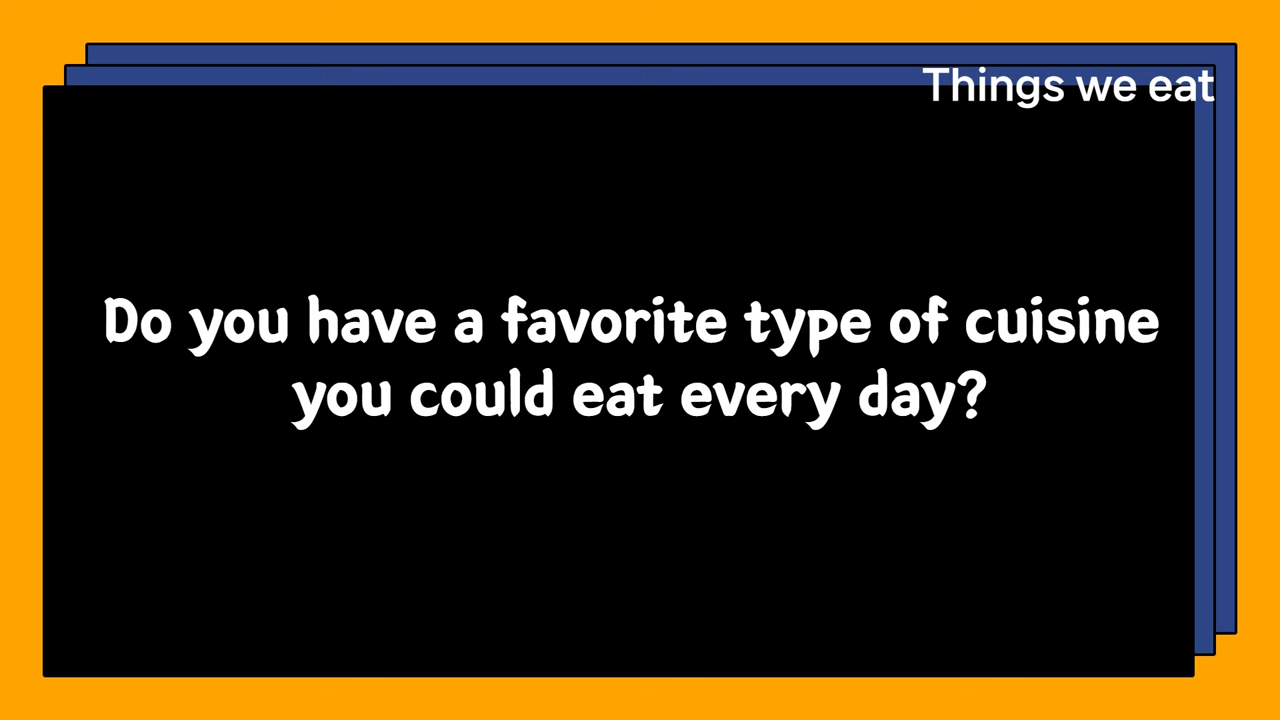 Things we eat
Do you have a favorite type of cuisine
you could eat every day?